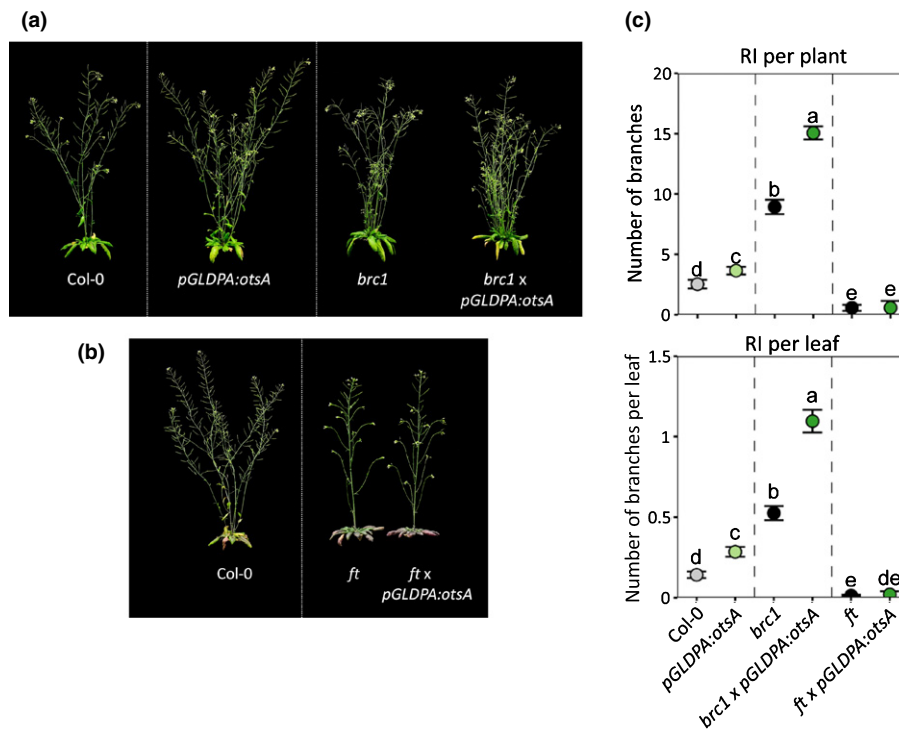 (a)
Col-0
pGLDPA:otsA
brc1
brc1 x
pGLDPA:otsA
(b)
Col-0
ft
ft x
pGLDPA:otsA
(c)
RI per plant
Number of branches
20
15
10
5
0
d
c
b
a
e
e
RI per leaf
Number of branches per leaf
1.5
1
0.5
0
d
c
b
a
e
de
Col-0
pGLDPA:otsA
brc1
brc1 x pGLDPA:otsA
ft
ft x pGLDPA:otsA